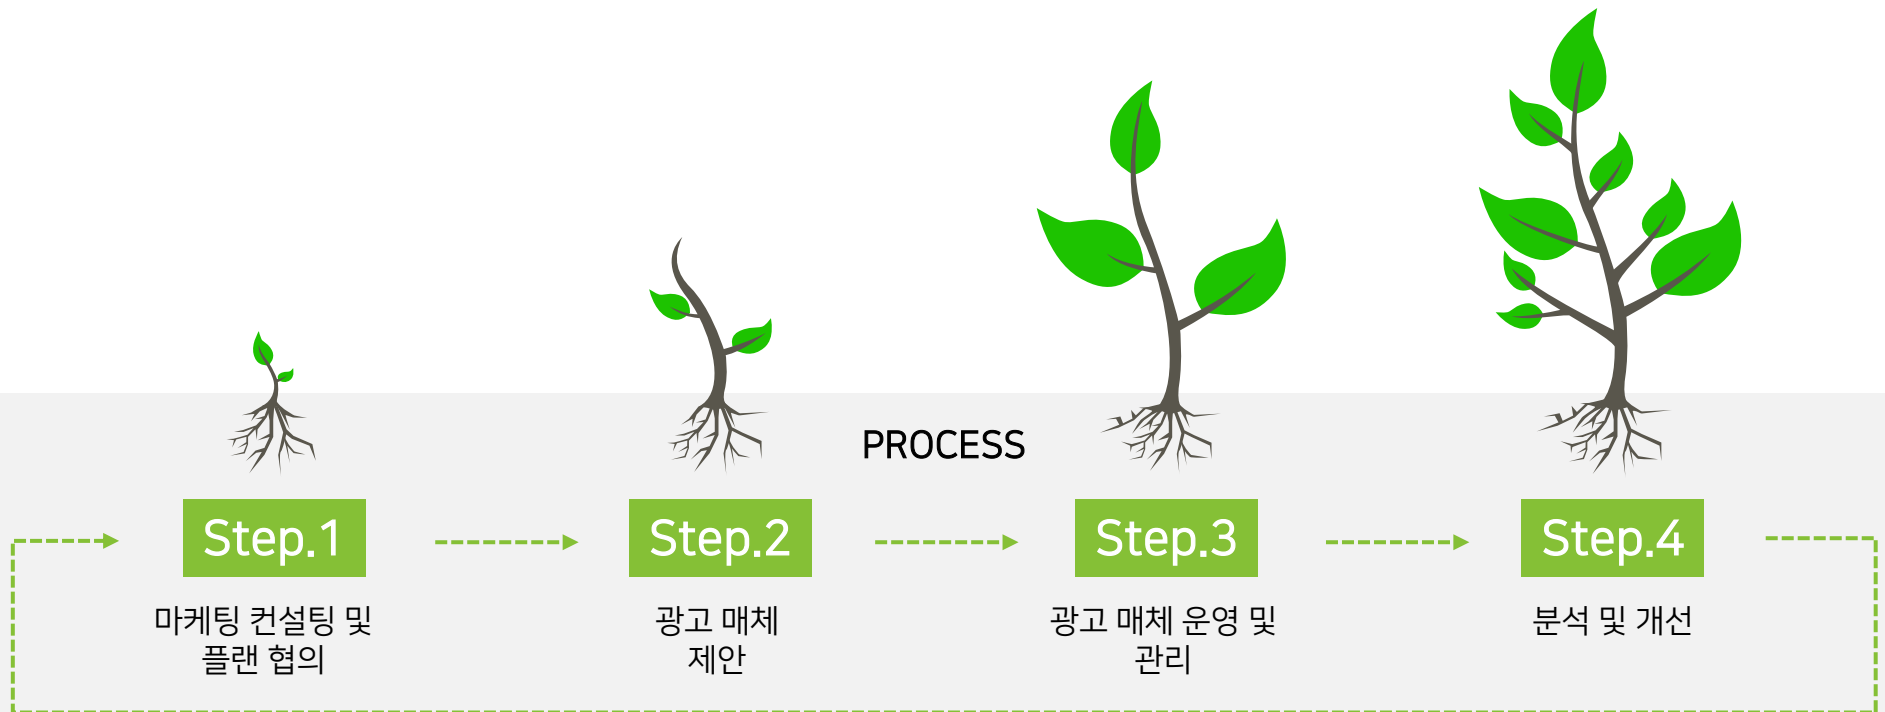 PROCESS
Step.1
Step.2
Step.3
Step.4
마케팅 컨설팅 및
플랜 협의
광고 매체
제안
광고 매체 운영 및
관리
분석 및 개선